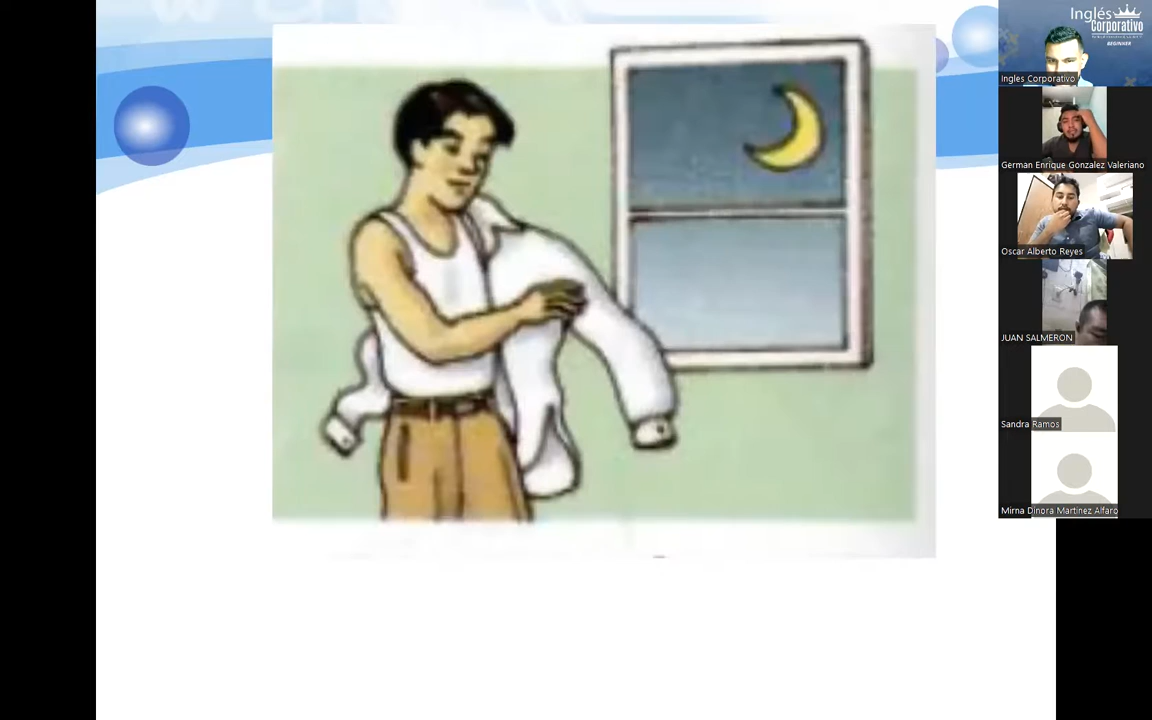 Inglés
Corporativo
BEGINNER
Ingles Corporativo
German Enrique Gonzalez Valeriano
Oscar Alberto Reyes
JUAN SALMERON
Sandra Ramos
Mirna Dinora Martinez Alfaro